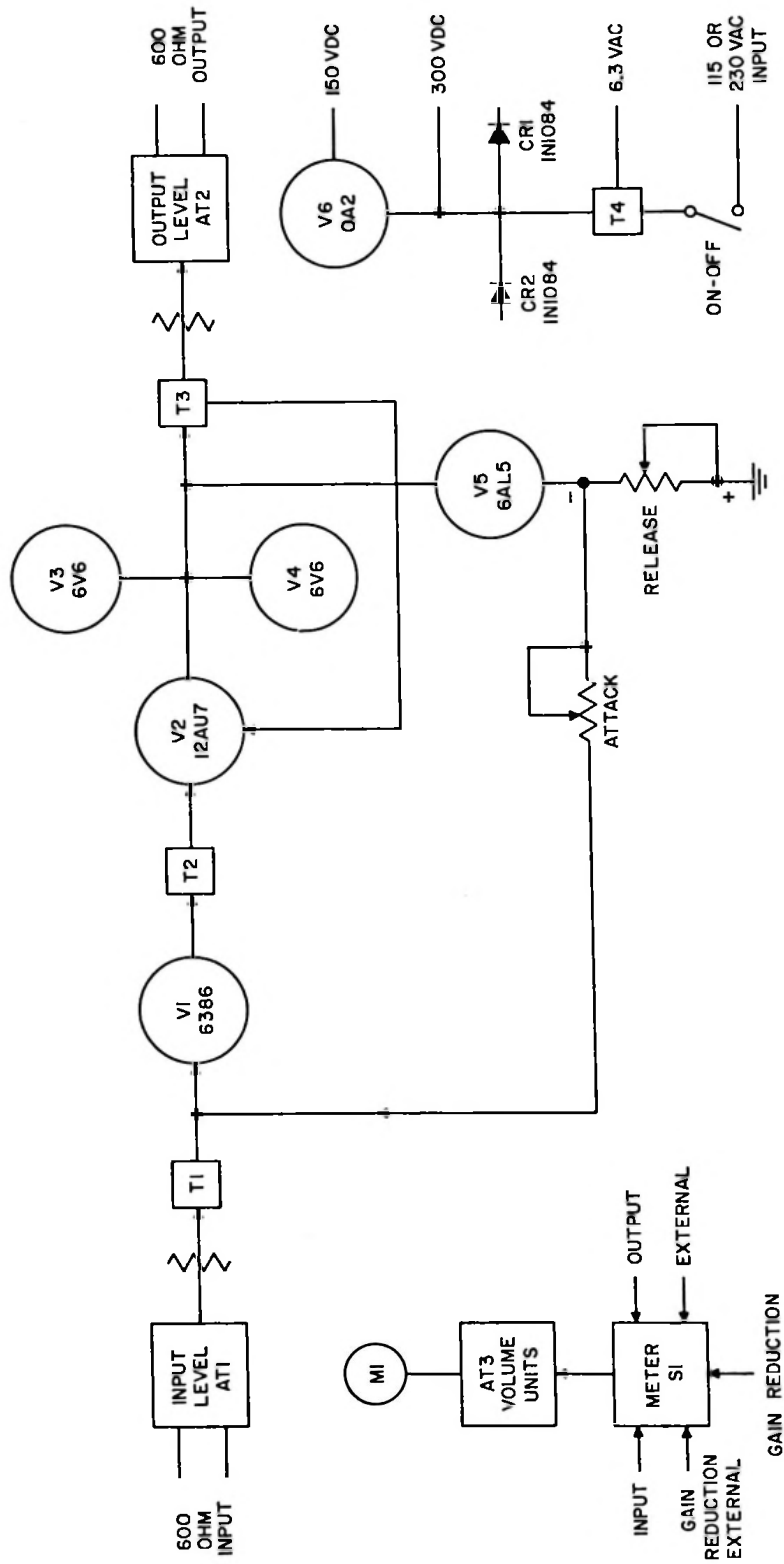 600
OHM
INPUT
INPUT
LEVEL
AT1
T1
V1
6386
T2
V2
12AU7
V3
6V6
V4
6V6
T3
OUTPUT
LEVEL
AT2
600
OHM
OUTPUT
M1
AT3
VOLUME
UNITS
METER
S1
INPUT
OUTPUT
GAIN
REDUCTION
EXTERNAL
EXTERNAL
GAIN REDUCTION
ATTACK
V5
6AL5
-
RELEASE
+
V6
0A2
150 VDC
300 VDC
CR2
IN1084
CR1
IN1084
T4
6.3 VAC
ON-OFF
115 OR
230 VAC
INPUT